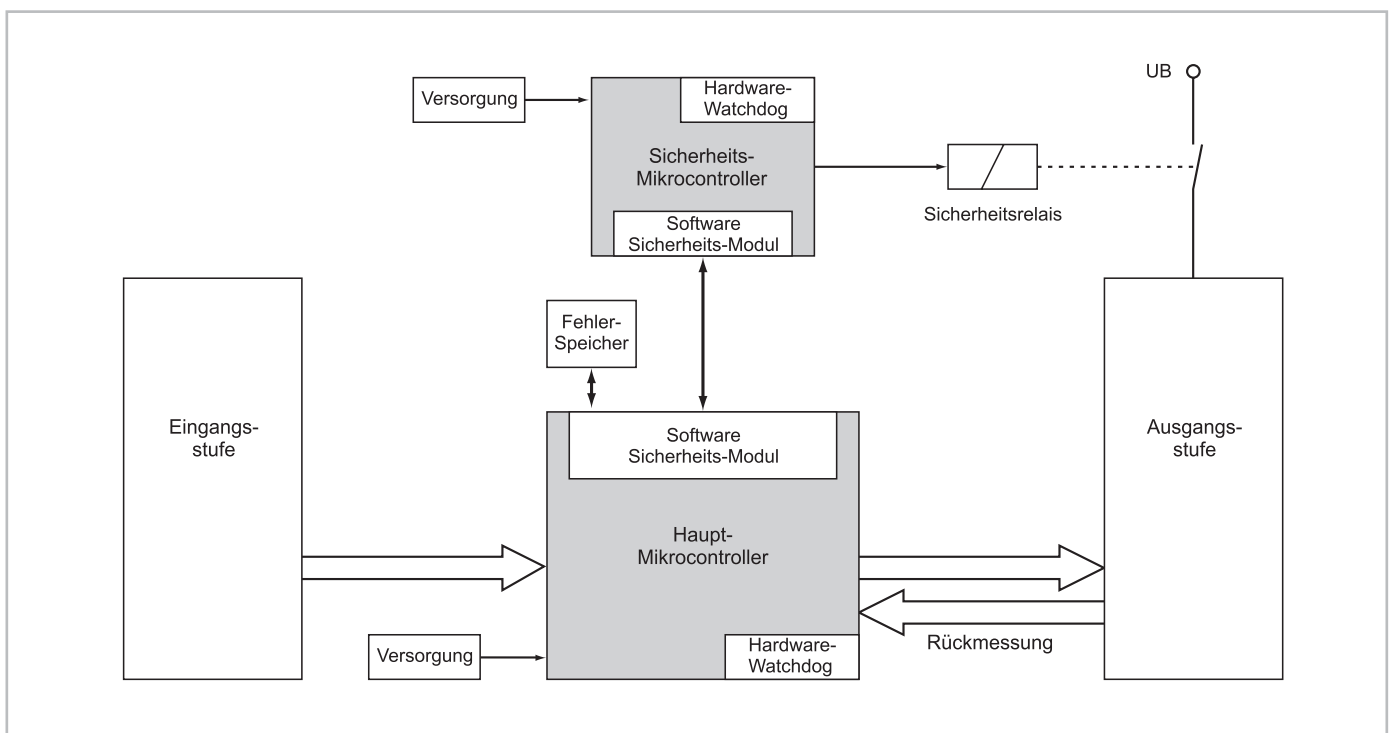 UB
Versorgung
Hardware-
Watchdog
Sicherheits-
Mikrocontroller
Software
Sicherheits-Modul
Sicherheitsrelais
Fehler-
Speicher
Eingangs-
stufe
Software
Sicherheits-Modul
Ausgangs-
stufe
Haupt-
Mikrocontroller
Rückmessung
Versorgung
Hardware-
Watchdog